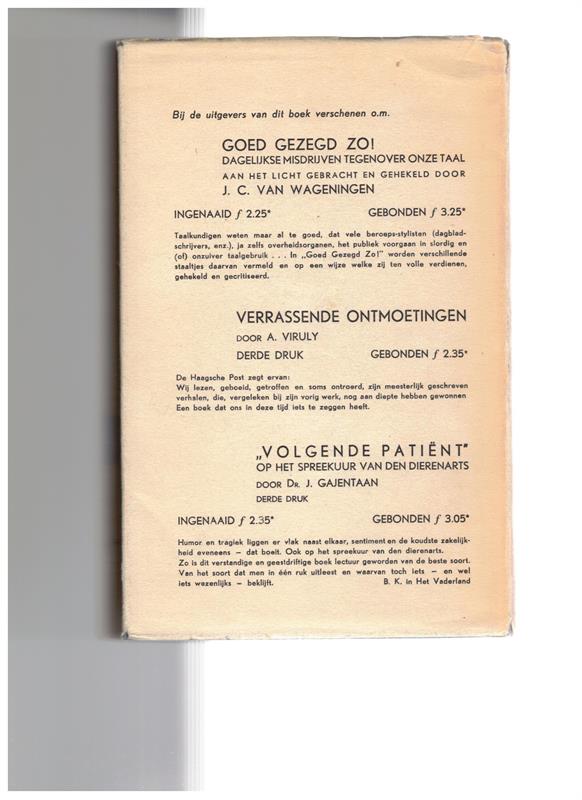 Bij de uitgevers van dit boek verschenen o.m.
GOED GEZEGD ZO!
DAGELIJKSE MISDRIJVEN TEGENOVER ONZE TAAL
AAN HET LICHT GEBRACHT EN GEHEKELD DOOR
J. C. VAN WAGENINGEN
INGENAAID ƒ 2.25* GEBONDEN ƒ 3.25*
Taalkundigen weten maar al te goed, dat vele beroeps-stylisten (dagblad-
schrijvers, enz.), ja zelfs overheidsorganen, het publiek voorgaan in slordig en
(of) onzuiver taalgebruik . . . In „Goed Gezegd Zo!" worden verschillende
staaltjes daarvan vermeld en op een wijze welke zij ten volle verdienen,
gehekeld en gecritiseerd.
VERRASSENDE ONTMOETINGEN
DOOR A. VIRULY
DERDE DRUK GEBONDEN ƒ 2.35*
De Haagsche Post zegt ervan:
Wij lezen, geboeid, getroffen en soms ontroerd, zijn meesterlijk geschreven
verhalen, die, vergeleken bij zijn vorig werk, nog aan diepte hebben gewonnen
Een boek dat ons in deze tijd iets te zeggen heeft.
„VOLGENDE PATIËNT"
OP HET SPREEKUUR VAN DEN DIERENARTS
DOOR DR. J. GAJENTAAN
DERDE DRUK
INGENAAID ƒ 2.35* GEBONDEN ƒ 3.05*
Humor en tragiek liggen er vlak naast elkaar, sentiment en de koudste zakelijk-
heid eveneens – dat boeit. Ook op het spreekuur van den dierenarts.
Zo is dit verstandige en geestdriftige boek lectuur geworden van de beste soort.
Van het soort dat men in één ruk uitleest en waarvan toch iets – en wel
iets wezenlijks – beklijft. B. K. in Het Vaderland